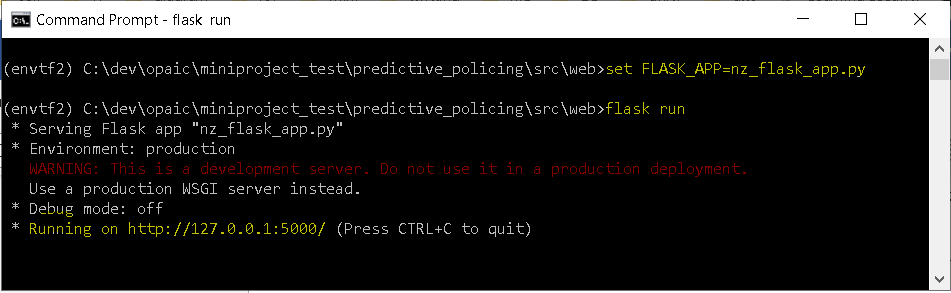 Command Prompt - flask run
(envtf2) C:\dev\opaic\miniproject_test\predictive_policing\src\web>set FLASK_APP=nz_flask_app.py
(envtf2) C:\dev\opaic\miniproject_test\predictive_policing\src\web>flask run
* Serving Flask app "nz_flask_app.py"
* Environment: production
WARNING: This is a development server. Do not use it in a production deployment.
Use a production WSGI server instead.
* Debug mode: off
* Running on http://127.0.0.1:5000/ (Press CTRL+C to quit)